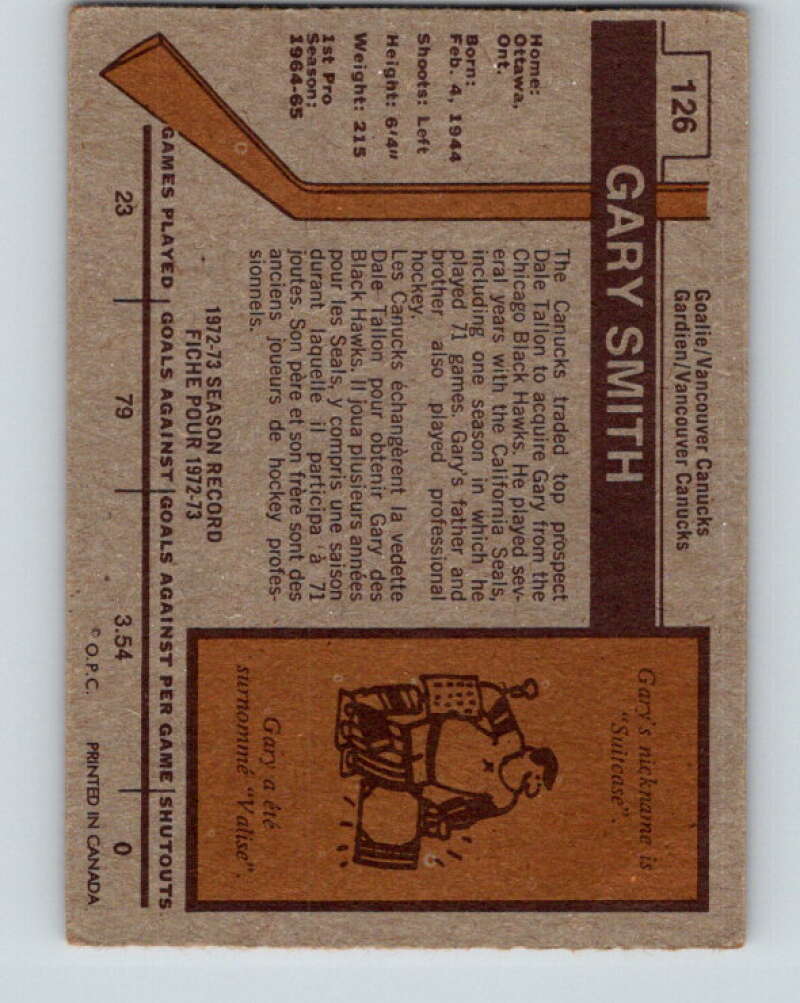 126
Goalie/Vancouver Canucks
Gardien/Vancouver Canucks
GARY SMITH
Home:
Ottawa,
Ont.
Born:
Feb. 4, 1944
Shoots: Left
Height: 6'4"
Weight: 215
1st Pro
Season:
1964-65
The Canucks traded top prospect
Dale Tallon to acquire Gary from the
Chicago Black Hawks. He played sev-
eral years with the California Seals,
including one season in which he
played 71 games. Gary's father and
brother also played professional
hockey.
Les Canucks échangèrent la vedette
Dale Tallon pour obtenir Gary des
Black Hawks. Il joua plusieurs années
pour les Seals, y compris une saison
durant laquelle il participa à 71
joutes. Son père et son frère sont des
anciens joueurs de hockey profes-
sionnels.
Gary's nickname is
"Suitcase".
Gary a été
surnommé "Valise".
1972-73 SEASON RECORD
FICHE POUR 1972-73
GAMES PLAYED GOALS AGAINST GOALS AGAINST PER GAME SHUTOUTS
23 79 3.54 0
© O.P.C. PRINTED IN CANADA